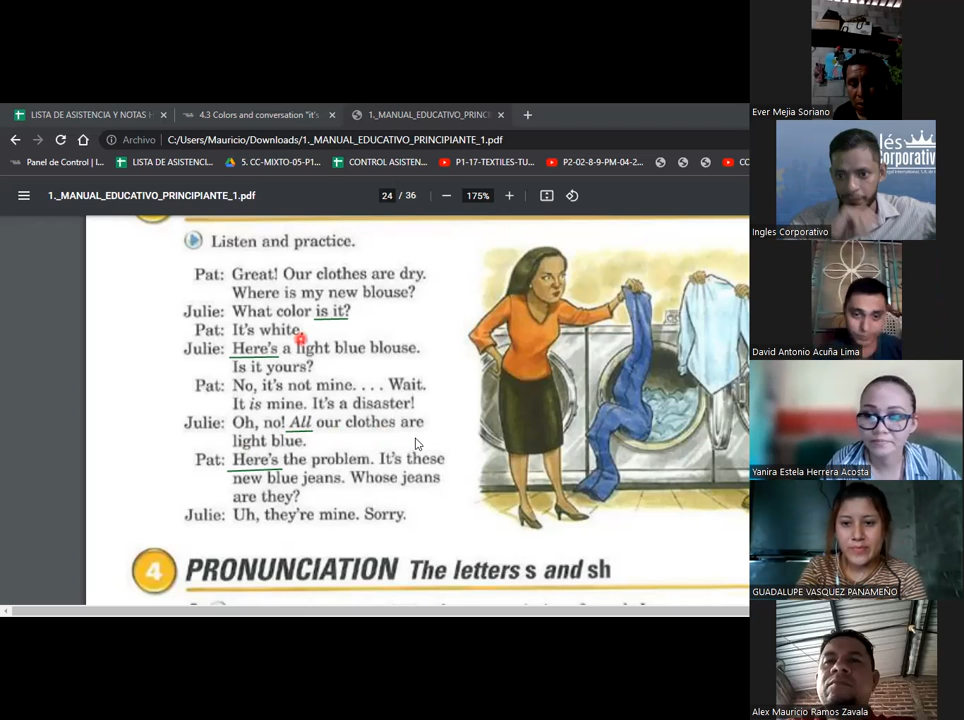 LISTA DE ASISTENCIA Y NOTAS
4.3 Colors and conversation "it's
1._MANUAL_EDUCATIVO_PRINCIPI
Archivo
C:/Users/Mauricio/Downloads/1._MANUAL_EDUCATIVO_PRINCIPIANTE_1.pdf
Panel de Control | I...
LISTA DE ASISTENCI...
5. CC-MIXTO-05-P1...
CONTROL ASISTEN...
P1-17-TEXTILES-TU...
P2-02-8-9-PM-04-2...
1._MANUAL_EDUCATIVO_PRINCIPIANTE_1.pdf
24 / 36
175%
Listen and practice.
Pat: Great! Our clothes are dry.
Where is my new blouse?
Julie: What color is it?
Pat: It's white.
Julie: Here's a light blue blouse.
Is it yours?
Pat: No, it's not mine. . . . Wait.
It is mine. It's a disaster!
Julie: Oh, no! All our clothes are
light blue.
Pat: Here's the problem. It's these
new blue jeans. Whose jeans
are they?
Julie: Uh, they're mine. Sorry.
4 PRONUNCIATION The letters s and sh
Ever Mejia Soriano
lés
orporativ
Ingles Corporativo
David Antonio Acuña Lima
Yanira Estela Herrera Acosta
GUADALUPE VASQUEZ PANAMEÑO
Alex Mauricio Ramos Zavala